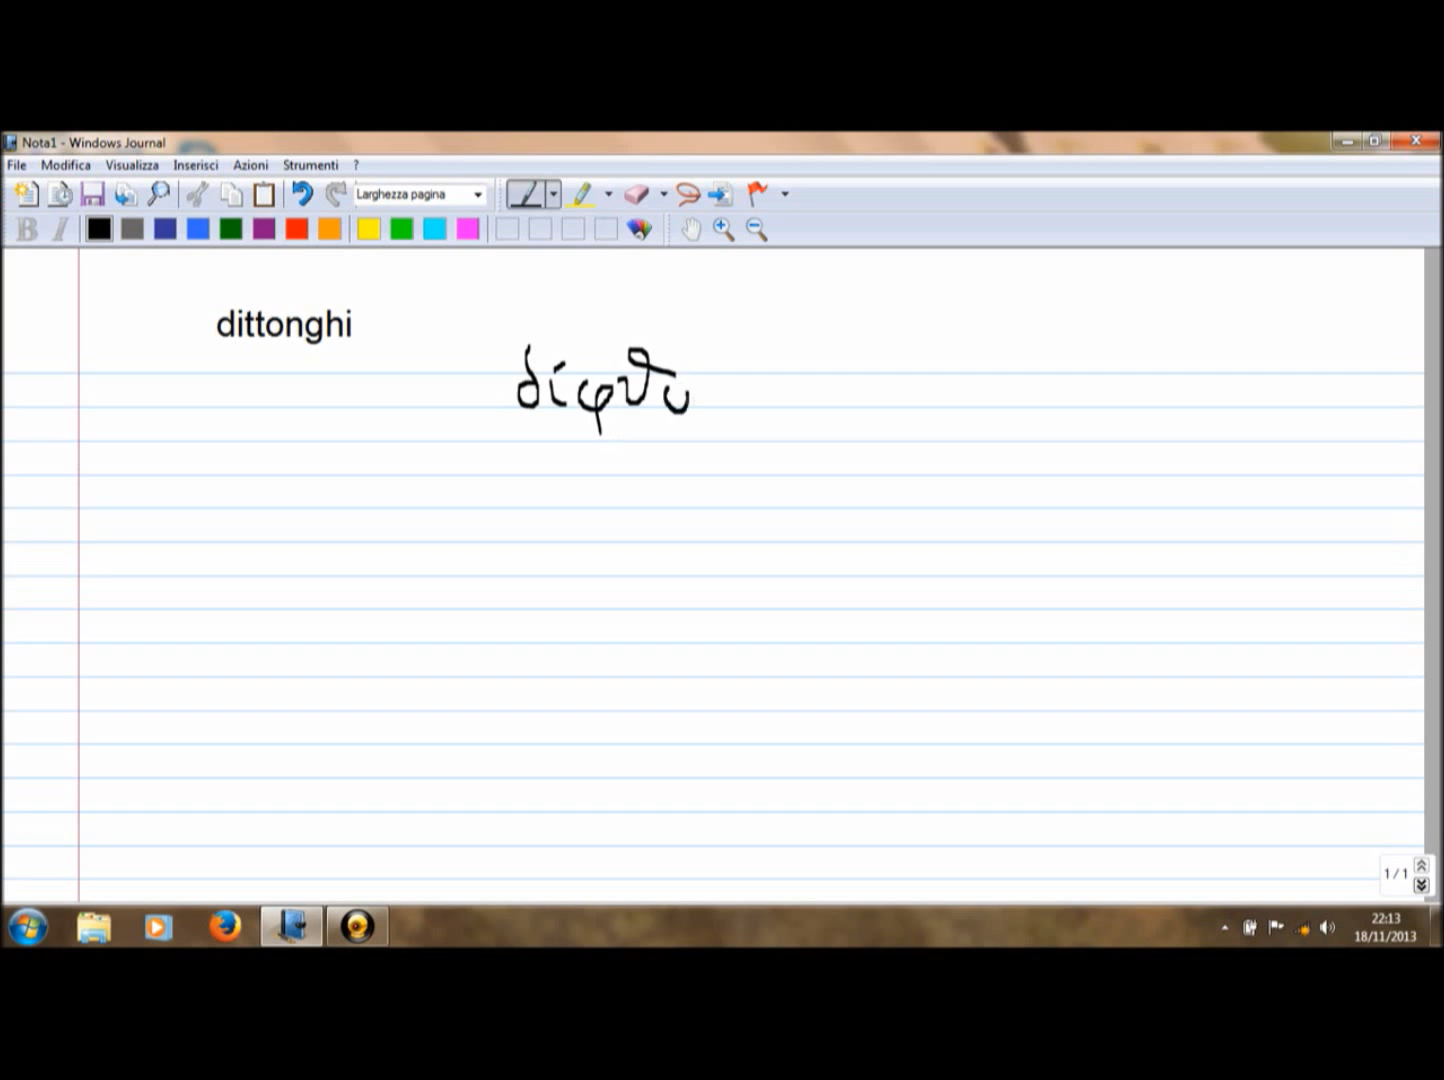 Nota1 - Windows Journal
File Modifica Visualizza Inserisci Azioni Strumenti ?
Larghezza pagina
B I
dittonghi
δίφθο
1 / 1
22:13
18/11/2013